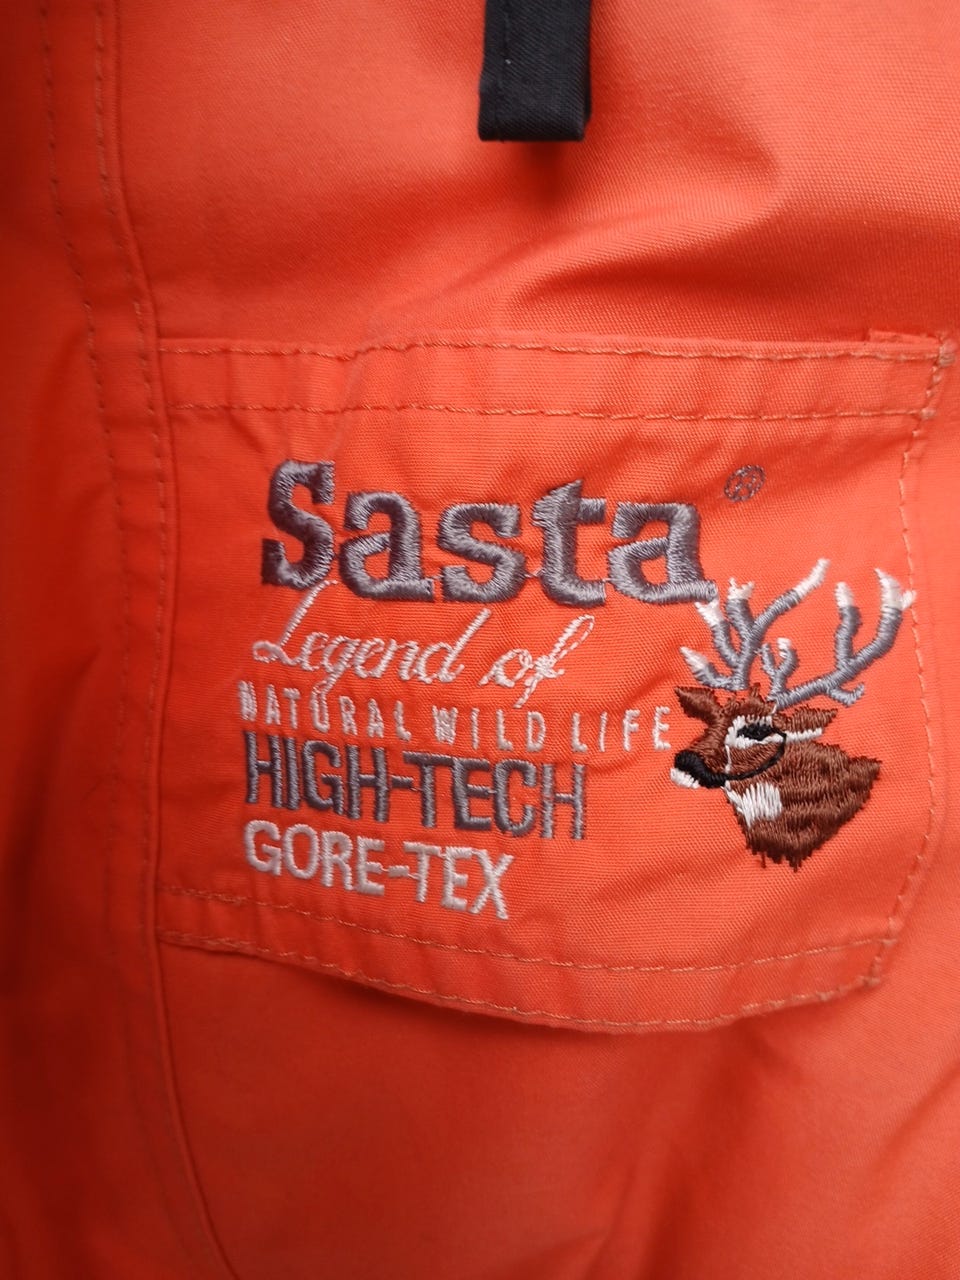 Sasta®
Legend of
NATURAL WILD LIFE
HIGH-TECH
GORE-TEX